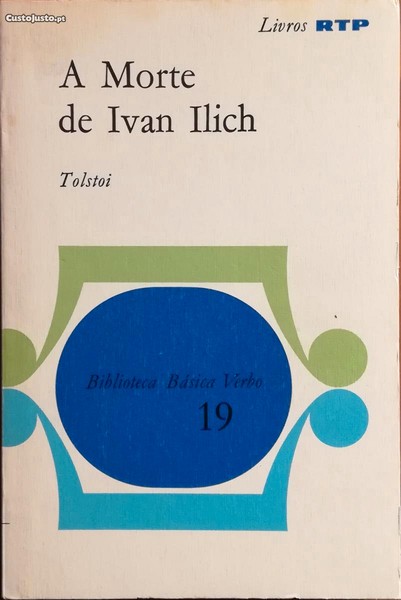 CustoJusto.pt
Livros RTP
A Morte
de Ivan Ilich
Tolstoi
Biblioteca Básica Verbo
19